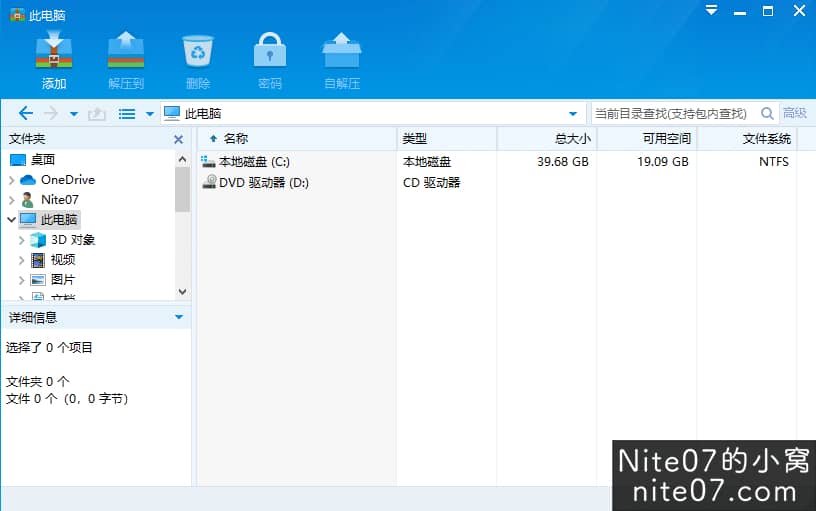 此电脑
添加 解压到 删除 密码 自解压
此电脑 当前目录查找(支持包内查找) 高级
文件夹 名称 类型 总大小 可用空间 文件系统
桌面 本地磁盘 (C:) 本地磁盘 39.68 GB 19.09 GB NTFS
OneDrive DVD 驱动器 (D:) CD 驱动器
Nite07
此电脑
3D 对象
视频
图片
文档
详细信息
选择了 0 个项目
文件夹 0 个
文件 0 个（0，0 字节）
Nite07的小窝
nite07.com